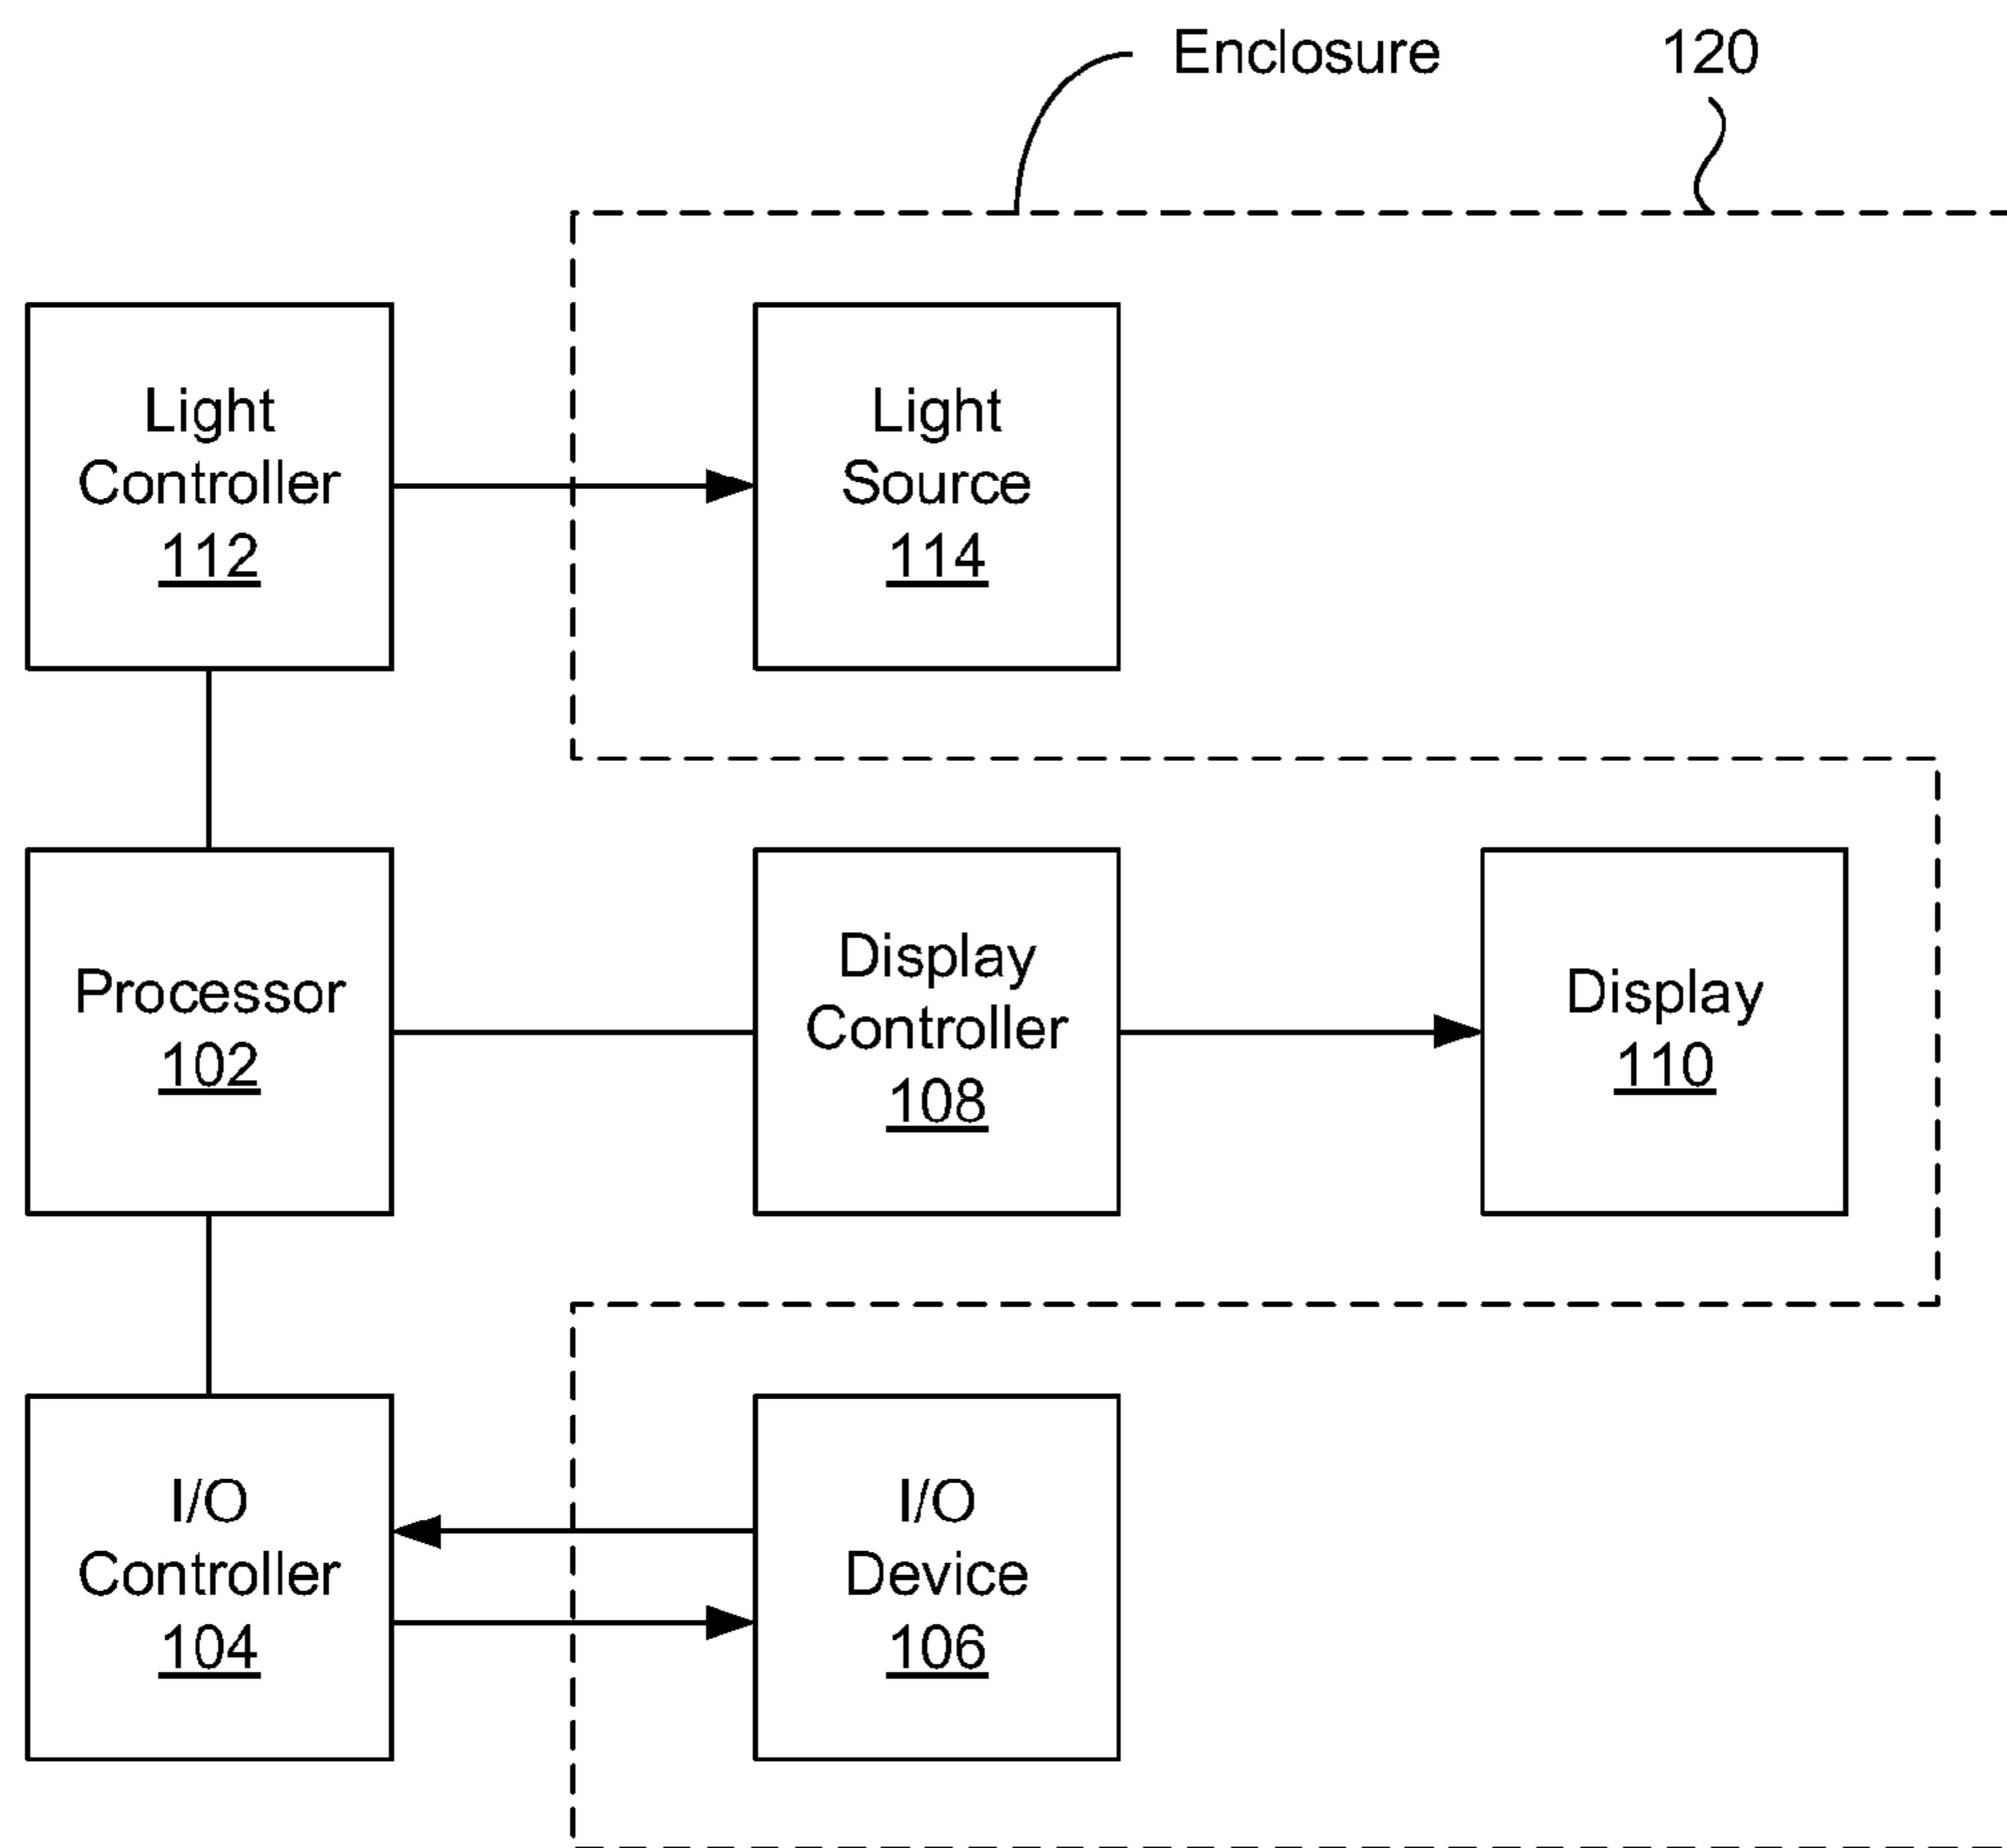 Enclosure
120
Light
Controller
112
Light
Source
114
Processor
102
Display
Controller
108
Display
110
I/O
Controller
104
I/O
Device
106